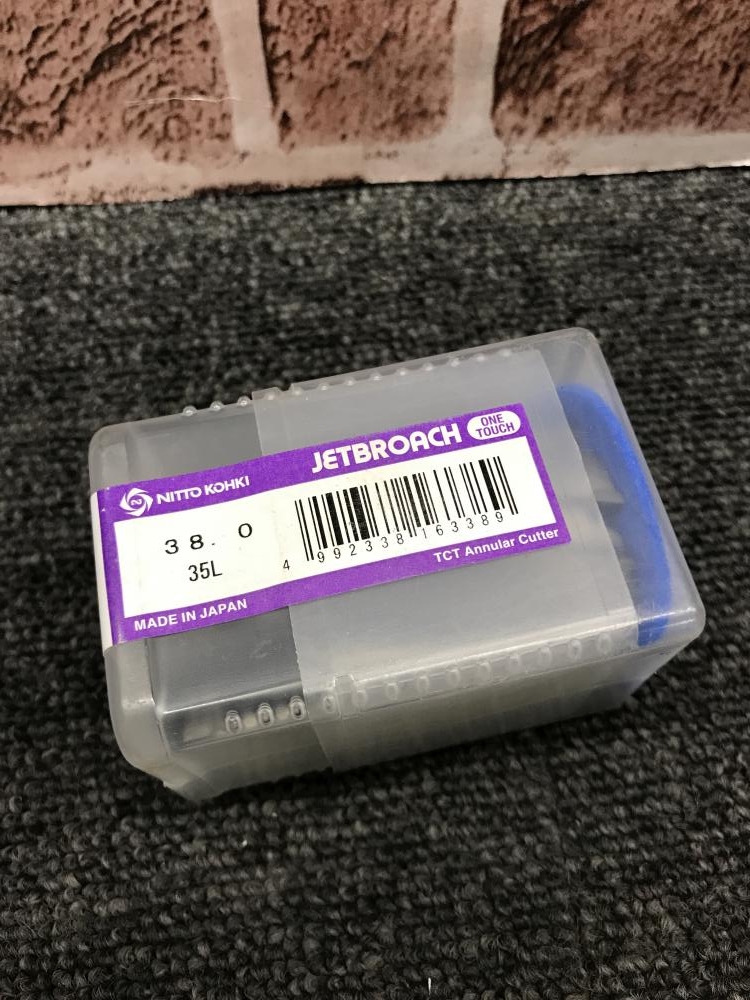 NITTO KOHKI
JETBROACH
ONE
TOUCH
38. 0
35L
4 992338 163389
MADE IN JAPAN
TCT Annular Cutter